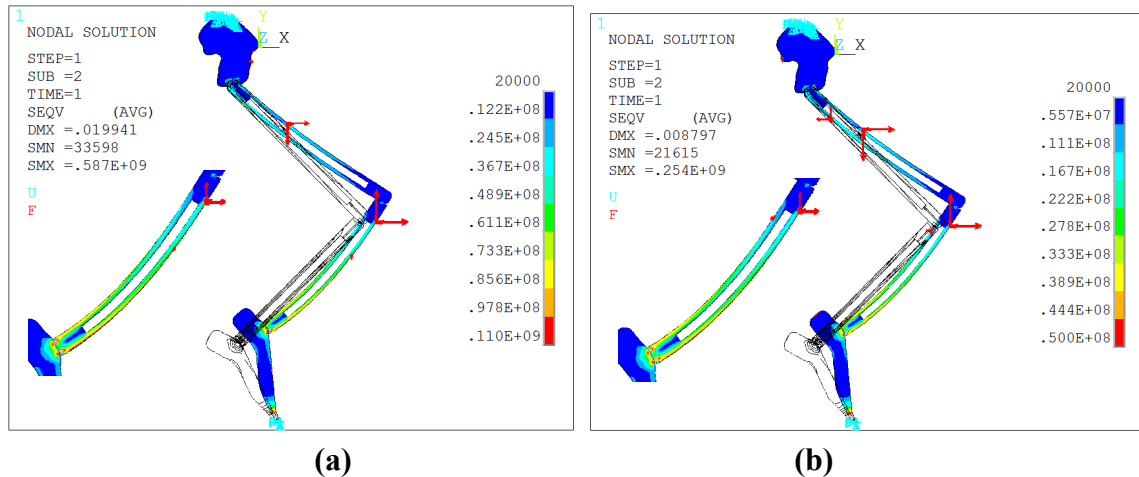 1
NODAL SOLUTION
STEP=1
SUB =2
TIME=1
SEQV (AVG)
DMX =.019941
SMN =33598
SMX =.587E+09
U
F
Y
Z X
20000
.122E+08
.245E+08
.367E+08
.489E+08
.611E+08
.733E+08
.856E+08
.978E+08
.110E+09
(a)
1
NODAL SOLUTION
STEP=1
SUB =2
TIME=1
SEQV (AVG)
DMX =.008797
SMN =21615
SMX =.254E+09
U
F
Y
Z X
20000
.557E+07
.111E+08
.167E+08
.222E+08
.278E+08
.333E+08
.389E+08
.444E+08
.500E+08
(b)